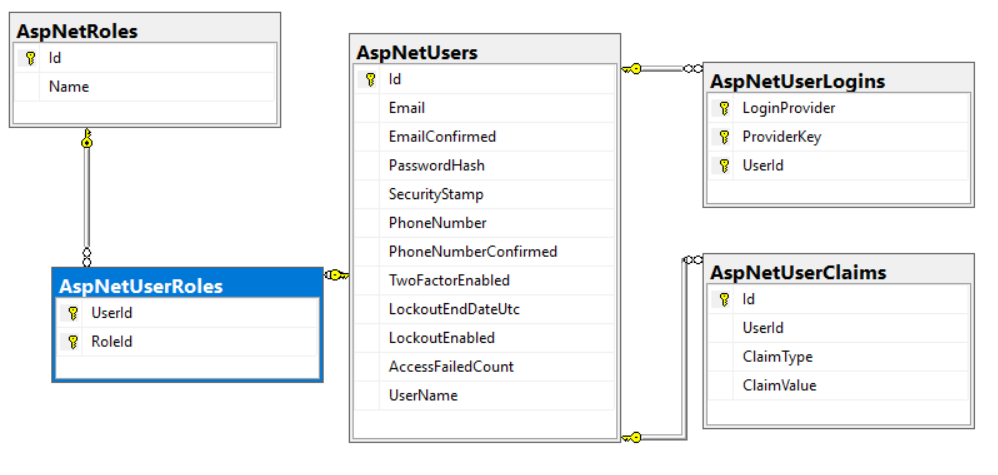 AspNetRoles
Id
Name
AspNetUserRoles
UserId
RoleId
AspNetUsers
Id
Email
EmailConfirmed
PasswordHash
SecurityStamp
PhoneNumber
PhoneNumberConfirmed
TwoFactorEnabled
LockoutEndDateUtc
LockoutEnabled
AccessFailedCount
UserName
AspNetUserLogins
LoginProvider
ProviderKey
UserId
AspNetUserClaims
Id
UserId
ClaimType
ClaimValue